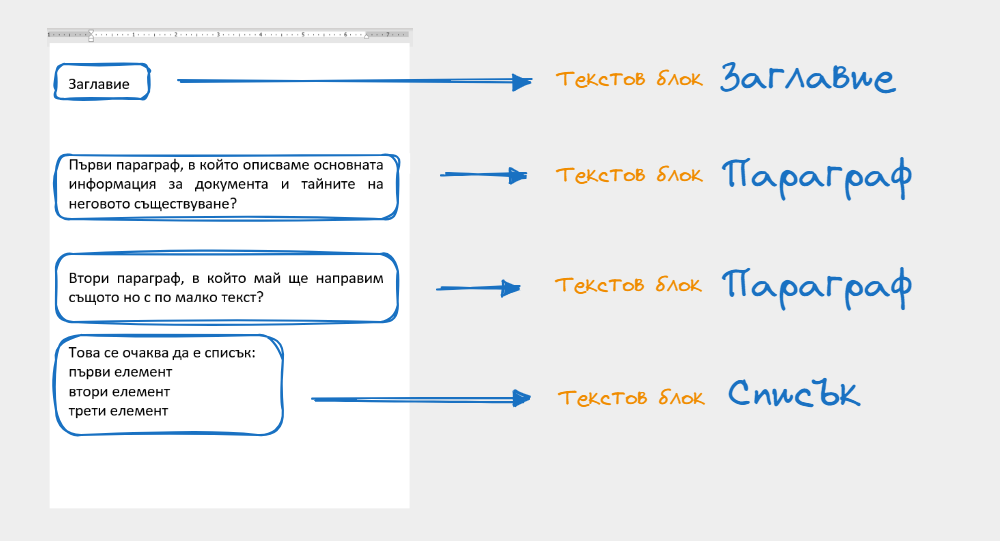 Заглавие
Текстов блок Заглавие
Първи параграф, в който описваме основната
информация за документа и тайните на
неговото съществуване?
Текстов блок Параграф
Втори параграф, в който май ще направим
същото но с по малко текст?
Текстов блок Параграф
Това се очаква да е списък:
първи елемент
втори елемент
трети елемент
Текстов блок Списък